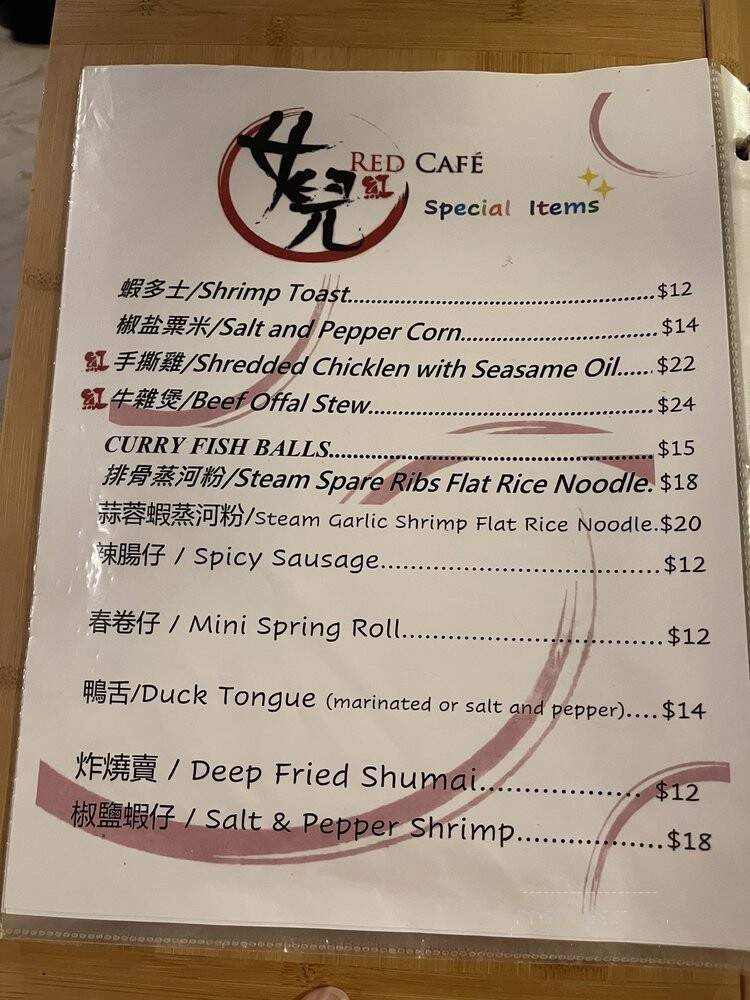 女兒
RED CAFÉ
紅
Special Items
蝦多士/Shrimp Toast..........$12
椒盐粟米/Salt and Pepper Corn..........$14
紅 手撕雞/Shredded Chicklen with Seasame Oil......$22
紅 牛雜煲/Beef Offal Stew..........$24
CURRY FISH BALLS..........$15
排骨蒸河粉/Steam Spare Ribs Flat Rice Noodle. $18
蒜蓉蝦蒸河粉/Steam Garlic Shrimp Flat Rice Noodle.$20
辣腸仔 / Spicy Sausage..........$12
春卷仔 / Mini Spring Roll..........$12
鴨舌/Duck Tongue (marinated or salt and pepper)....$14
炸燒賣 / Deep Fried Shumai.......... $12
椒鹽蝦仔 / Salt & Pepper Shrimp..........$18